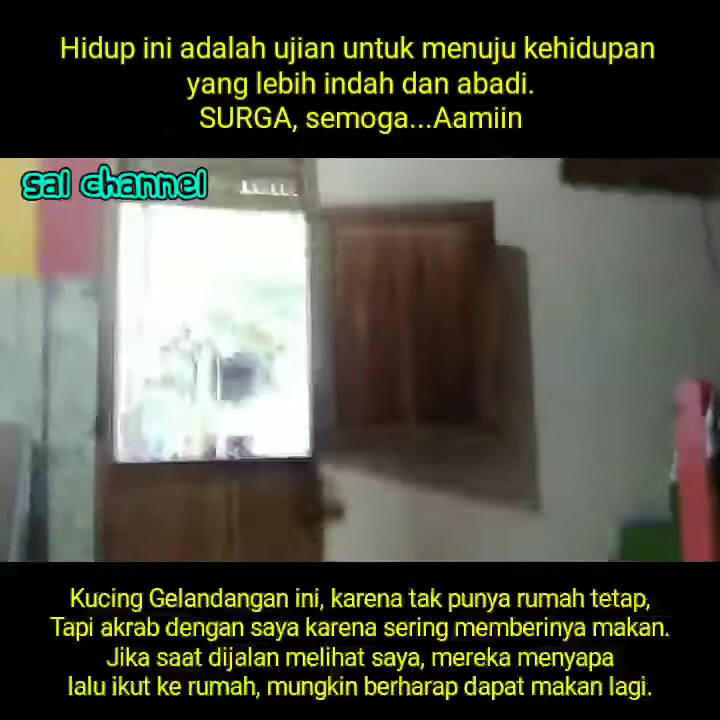 Hidup ini adalah ujian untuk menuju kehidupan
yang lebih indah dan abadi.
SURGA, semoga...Aamiin
sal channel
Kucing Gelandangan ini, karena tak punya rumah tetap,
Tapi akrab dengan saya karena sering memberinya makan.
Jika saat dijalan melihat saya, mereka menyapa
lalu ikut ke rumah, mungkin berharap dapat makan lagi.